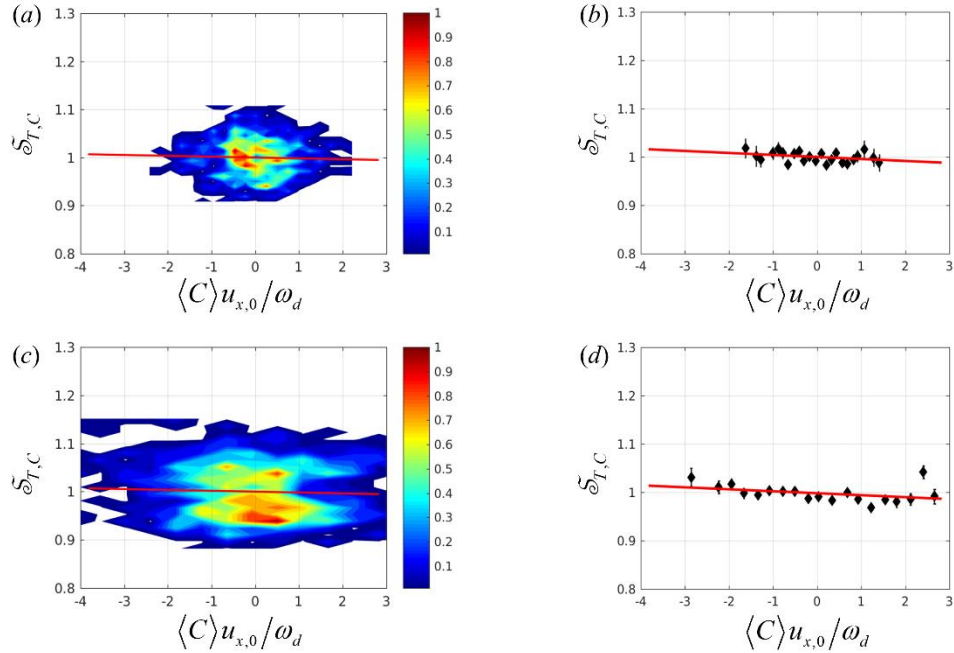 (a)
1.3
1.2
1.1
1
0.9
0.8
-4 -3 -2 -1 0 1 2 3
S̃_{T,C}
⟨C⟩u_{x,0}/ω_d
1
0.9
0.8
0.7
0.6
0.5
0.4
0.3
0.2
0.1
(b)
1.3
1.2
1.1
1
0.9
0.8
-4 -3 -2 -1 0 1 2 3
S̃_{T,C}
⟨C⟩u_{x,0}/ω_d
(c)
1.3
1.2
1.1
1
0.9
0.8
-4 -3 -2 -1 0 1 2 3
S̃_{T,C}
⟨C⟩u_{x,0}/ω_d
1
0.9
0.8
0.7
0.6
0.5
0.4
0.3
0.2
0.1
(d)
1.3
1.2
1.1
1
0.9
0.8
-4 -3 -2 -1 0 1 2 3
S̃_{T,C}
⟨C⟩u_{x,0}/ω_d